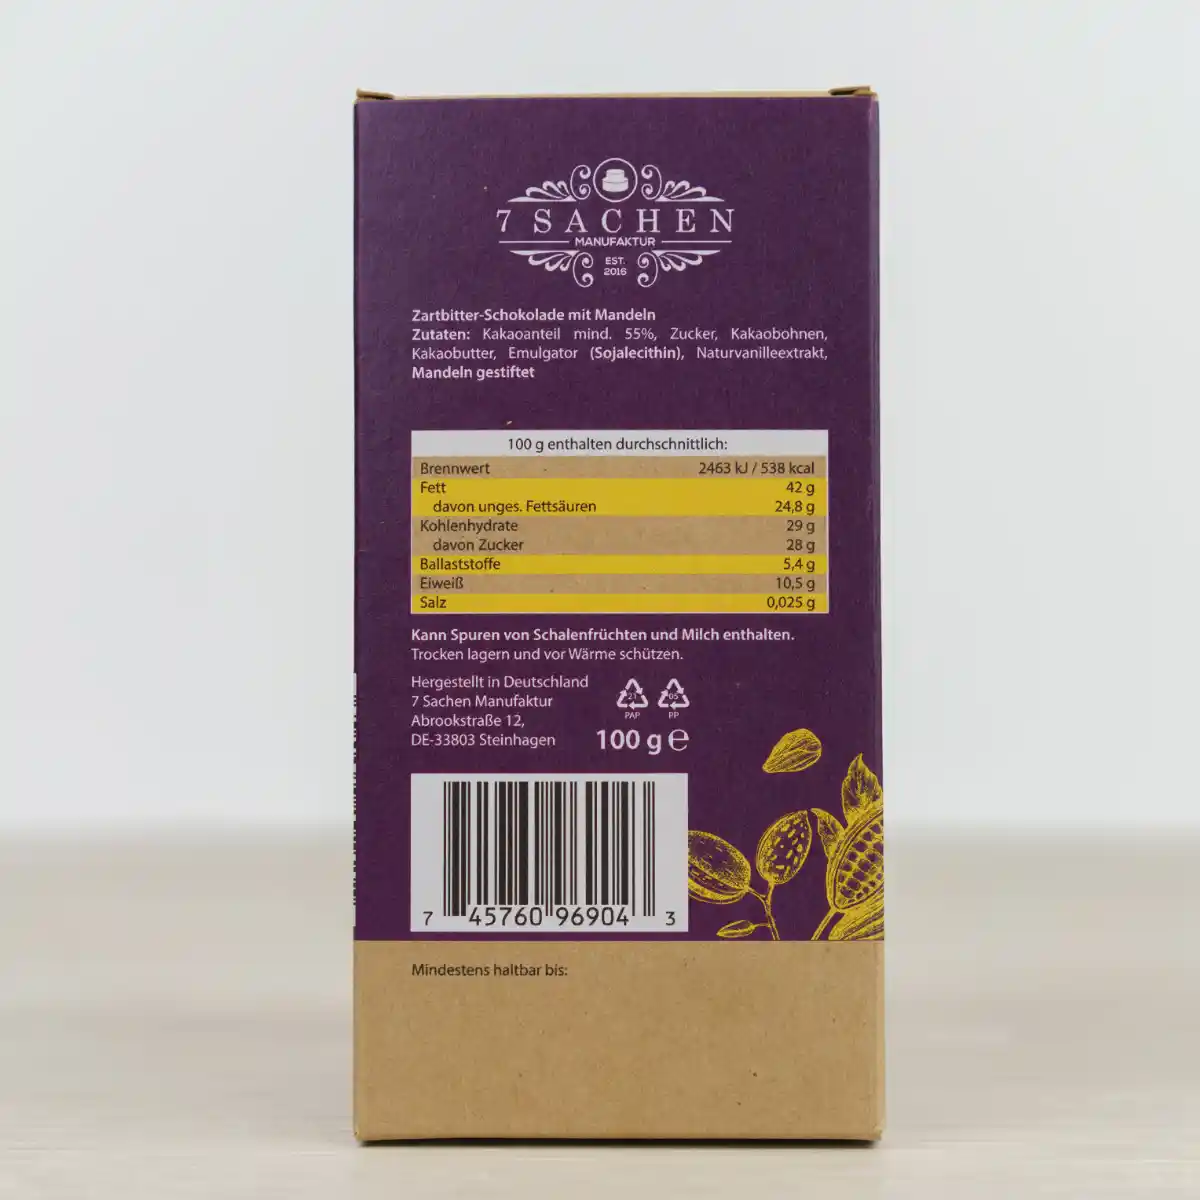 7 SACHEN
MANUFAKTUR
EST.
2016
Zartbitter-Schokolade mit Mandeln
Zutaten: Kakaoanteil mind. 55%, Zucker, Kakaobohnen,
Kakaobutter, Emulgator (Sojalecithin), Naturvanilleextrakt,
Mandeln gestiftet
100 g enthalten durchschnittlich:
Brennwert 2463 kJ / 538 kcal
Fett 42 g
davon unges. Fettsäuren 24,8 g
Kohlenhydrate 29 g
davon Zucker 28 g
Ballaststoffe 5,4 g
Eiweiß 10,5 g
Salz 0,025 g
Kann Spuren von Schalenfrüchten und Milch enthalten.
Trocken lagern und vor Wärme schützen.
Hergestellt in Deutschland
7 Sachen Manufaktur
Abrookstraße 12,
DE-33803 Steinhagen
21 05
PAP PP
100 g ℮
7 45760 96904 3
Mindestens haltbar bis: